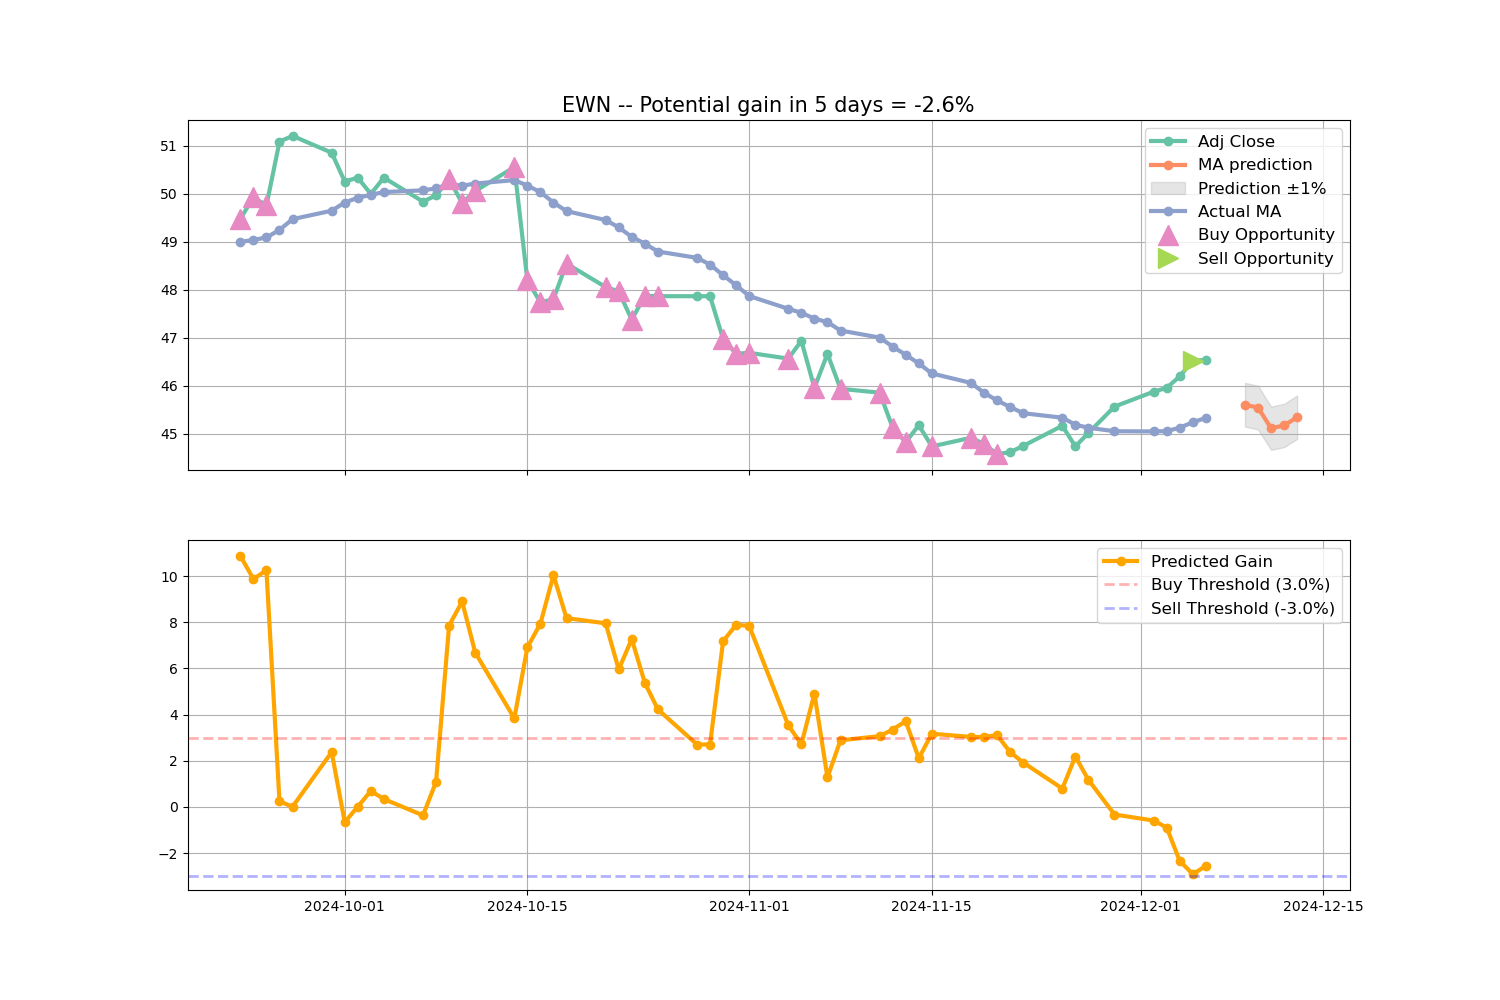 EWN -- Potential gain in 5 days = -2.6%
51
50
49
48
47
46
45
Adj Close
MA prediction
Prediction ±1%
Actual MA
Buy Opportunity
Sell Opportunity
10
8
6
4
2
0
−2
Predicted Gain
Buy Threshold (3.0%)
Sell Threshold (-3.0%)
2024-10-01
2024-10-15
2024-11-01
2024-11-15
2024-12-01
2024-12-15